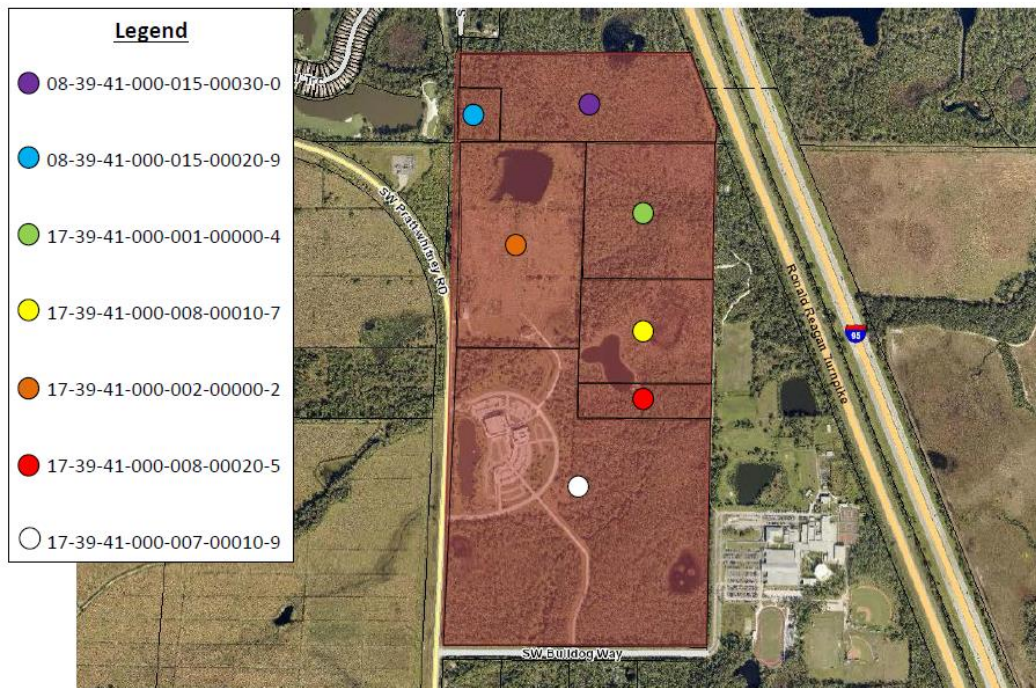 Legend
08-39-41-000-015-00030-0
08-39-41-000-015-00020-9
17-39-41-000-001-00000-4
17-39-41-000-008-00010-7
17-39-41-000-002-00000-2
17-39-41-000-008-00020-5
17-39-41-000-007-00010-9
SW Pratt-whitney RD
Ronald Reagan Turnpike
95
SW Bulldog Way